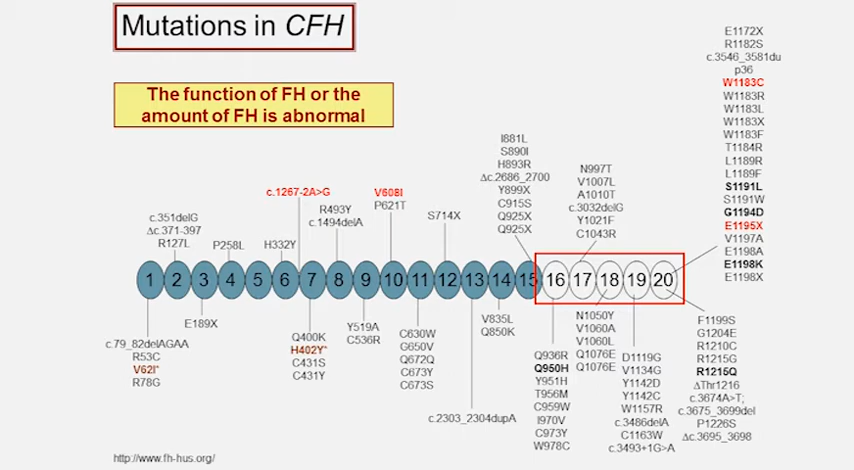 Mutations in CFH
The function of FH or the
amount of FH is abnormal
E1172X
R1182S
c.3546_3581du
p36
W1183C
W1183R
W1183L
W1183X
W1183F
T1184R
L1189R
L1189F
S1191L
S1191W
G1194D
E1195X
V1197A
E1198A
E1198K
E1198X
I881L
S890I
H893R
Δc.2686_2700
Y899X
C915S
Q925X
Q925X
N997T
V1007L
A1010T
c.3032delG
Y1021F
C1043R
c.1267-2A>G
V608I
P621T
R493Y
c.1494delA
S714X
c.351delG
Δc.371-397
R127L
P258L
H332Y
1 2 3 4 5 6 7 8 9 10 11 12 13 14 15 16 17 18 19 20
c.79_82delAGAA
R53C
V62I*
R78G
E189X
Q400K
H402Y*
C431S
C431Y
Y519A
C536R
C630W
G650V
Q672Q
C673Y
C673S
c.2303_2304dupA
V835L
Q850K
Q936R
Q950H
Y951H
T956M
C959W
I970V
C973Y
W978C
N1050Y
V1060A
V1060L
Q1076E
Q1076E
D1119G
V1134G
Y1142D
Y1142C
W1157R
c.3486delA
C1163W
c.3493+1G>A
F1199S
G1204E
R1210C
R1215G
R1215Q
ΔThr1216
c.3674A>T;
c.3675_3699del
P1226S
Δc.3695_3698
http://www.fh-hus.org/